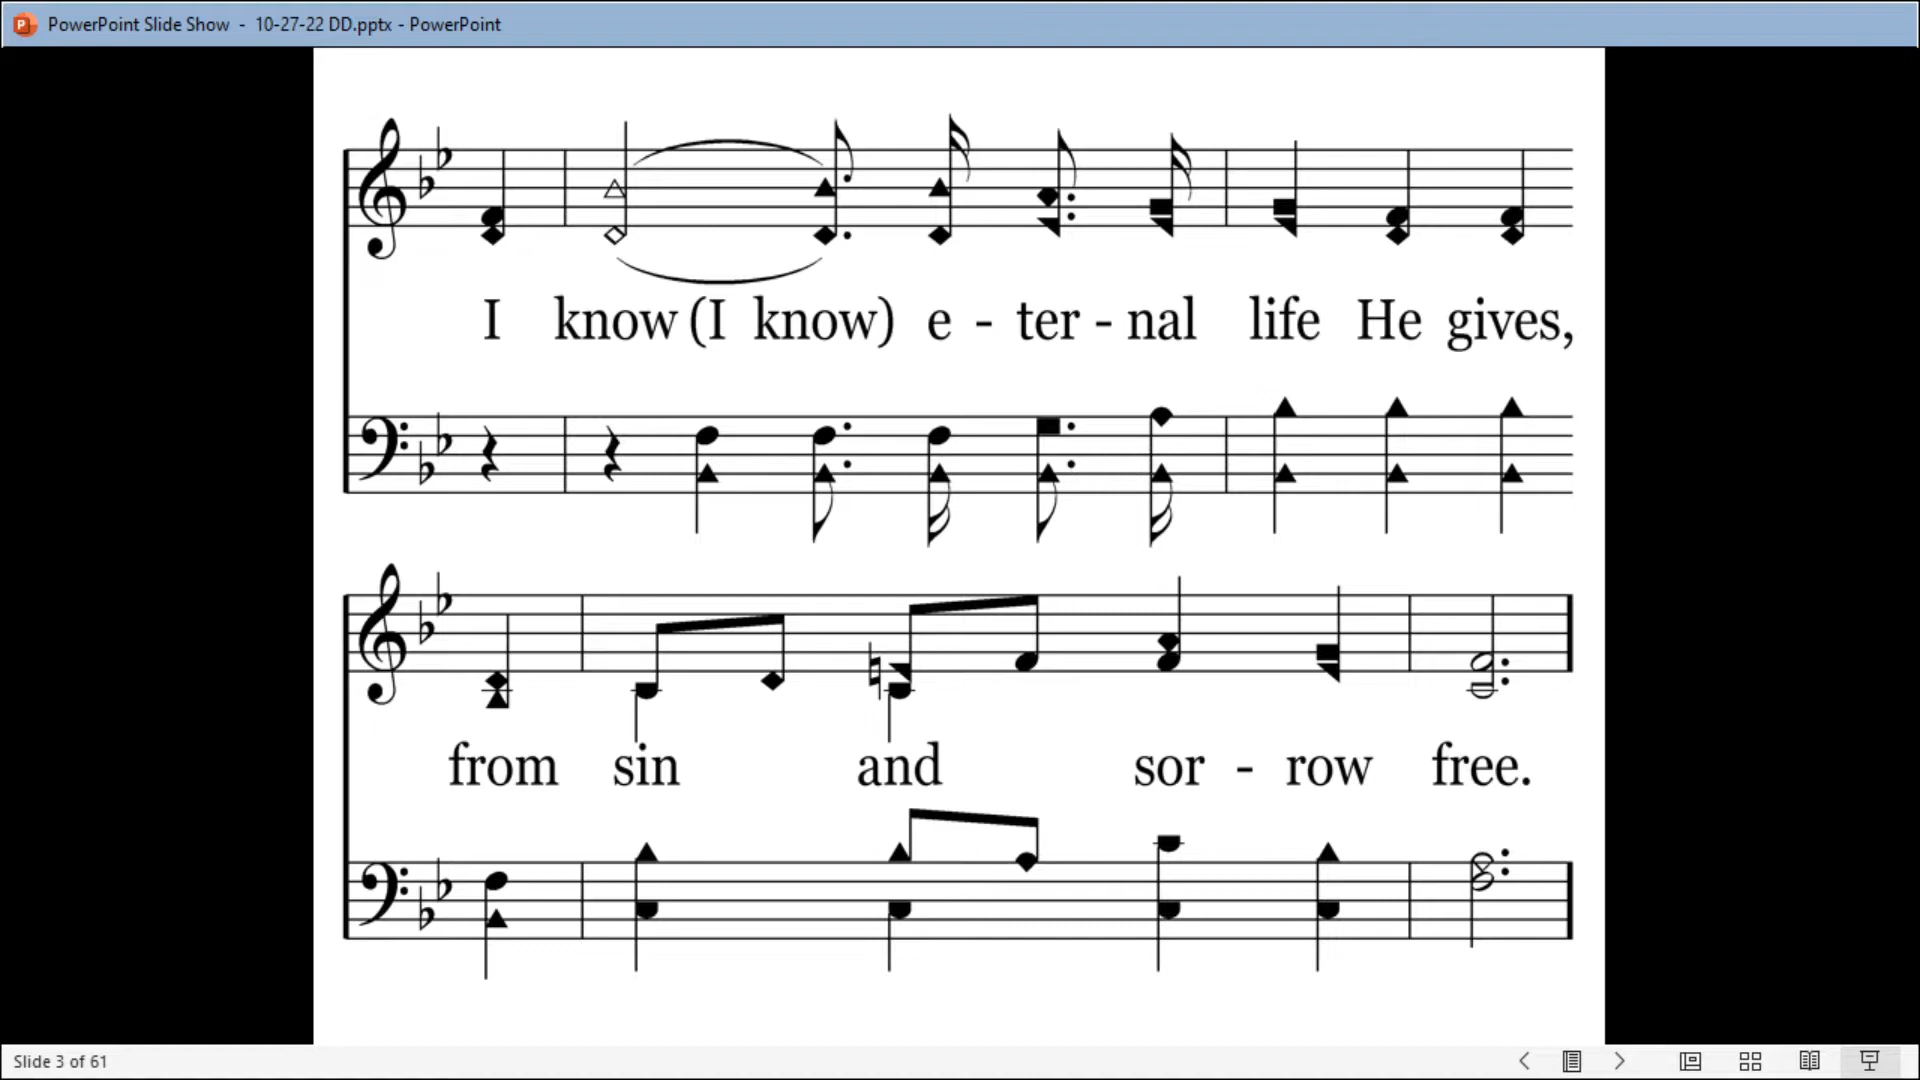 PowerPoint Slide Show - 10-27-22 DD.pptx - PowerPoint
I know (I know) e - ter - nal life He gives,
from sin and sor - row free.
Slide 3 of 61